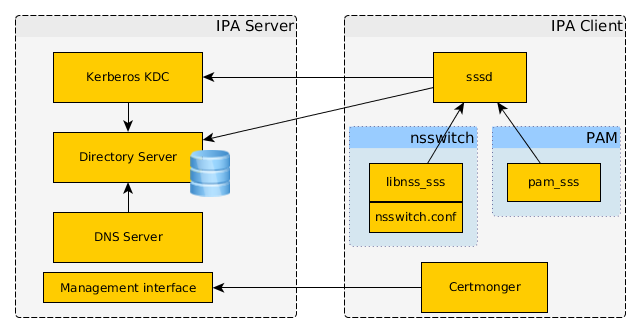 IPA Server
Kerberos KDC
Directory Server
DNS Server
Management interface
IPA Client
sssd
nsswitch
libnss_sss
nsswitch.conf
PAM
pam_sss
Certmonger